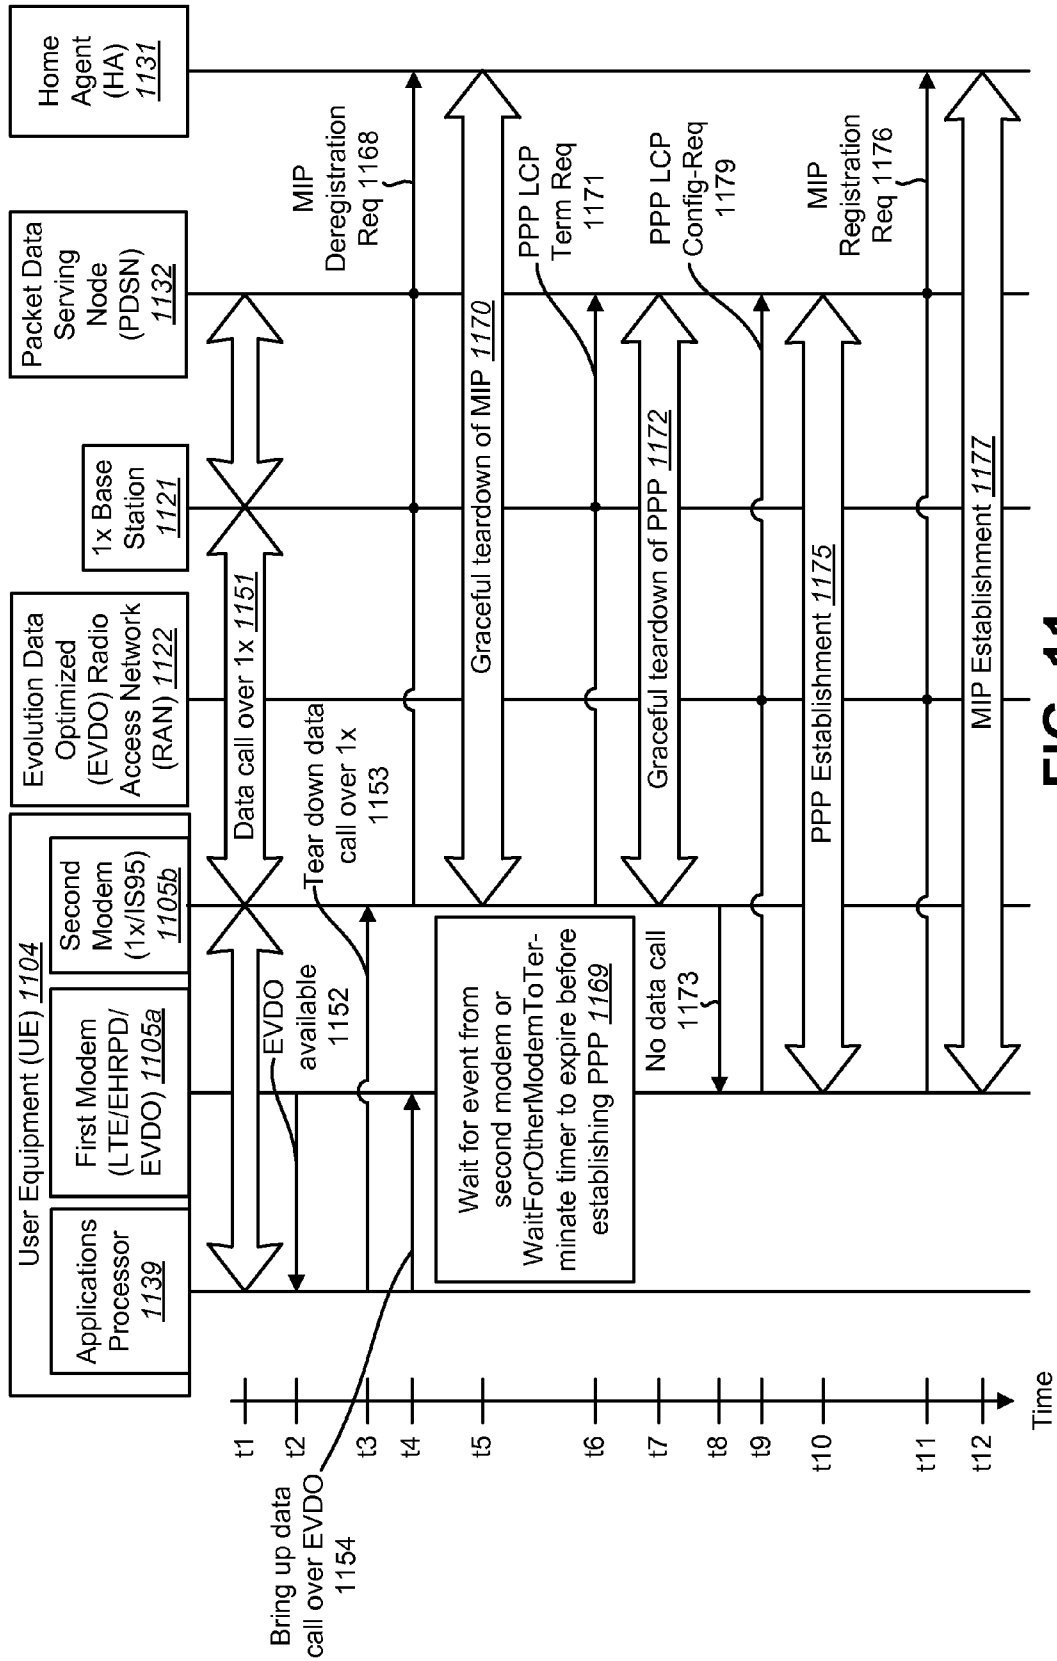 User Equipment (UE) 1104
Applications
Processor
1139
First Modem
(LTE/EHRPD/
EVDO) 1105a
Second
Modem
(1x/IS95)
1105b
Evolution Data
Optimized
(EVDO) Radio
Access Network
(RAN) 1122
1x Base
Station
1121
Packet Data
Serving
Node
(PDSN)
1132
Home
Agent
(HA)
1131
t1
Data call over 1x 1151
t2
EVDO
available
1152
t3
Tear down data
call over 1x
1153
t4
Bring up data
call over EVDO
1154
MIP
Deregistration
Req 1168
t5
Graceful teardown of MIP 1170
Wait for event from
second modem or
WaitForOtherModemToTer-
minate timer to expire before
establishing PPP 1169
t6
PPP LCP
Term Req
1171
t7
Graceful teardown of PPP 1172
t8
No data call
1173
t9
PPP LCP
Config-Req
1179
t10
PPP Establishment 1175
t11
MIP
Registration
Req 1176
t12
MIP Establishment 1177
Time